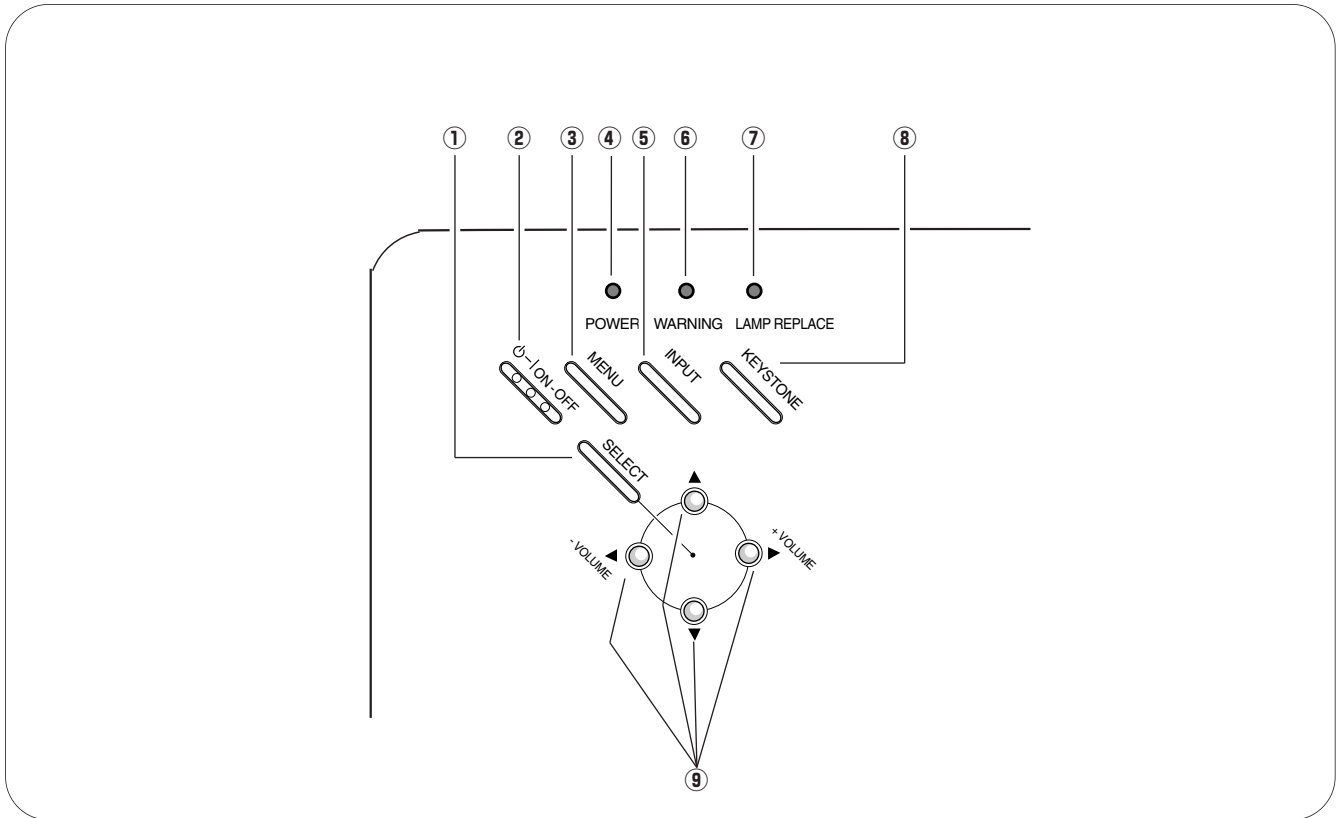 ① ② ③ ④ ⑤ ⑥ ⑦ ⑧
POWER WARNING LAMP REPLACE
ON-OFF
MENU
INPUT
KEYSTONE
SELECT
- VOLUME
+ VOLUME
⑨